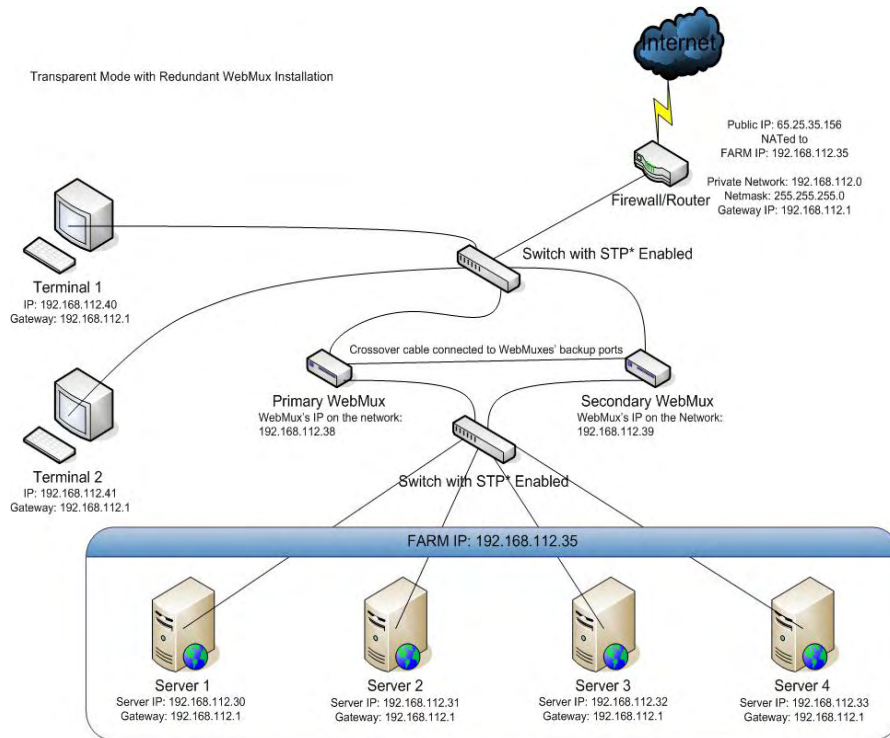 Internet
Transparent Mode with Redundant WebMux Installation
Public IP: 65.25.35.156
NATed to
FARM IP: 192.168.112.35
Private Network: 192.168.112.0
Netmask: 255.255.255.0
Gateway IP: 192.168.112.1
Firewall/Router
Switch with STP* Enabled
Terminal 1
IP: 192.168.112.40
Gateway: 192.168.112.1
Crossover cable connected to WebMuxes' backup ports
Primary WebMux
WebMux's IP on the network:
192.168.112.38
Secondary WebMux
WebMux's IP on the Network:
192.168.112.39
Terminal 2
IP: 192.168.112.41
Gateway: 192.168.112.1
Switch with STP* Enabled
FARM IP: 192.168.112.35
Server 1
Server IP: 192.168.112.30
Gateway: 192.168.112.1
Server 2
Server IP: 192.168.112.31
Gateway: 192.168.112.1
Server 3
Server IP: 192.168.112.32
Gateway: 192.168.112.1
Server 4
Server IP: 192.168.112.33
Gateway: 192.168.112.1